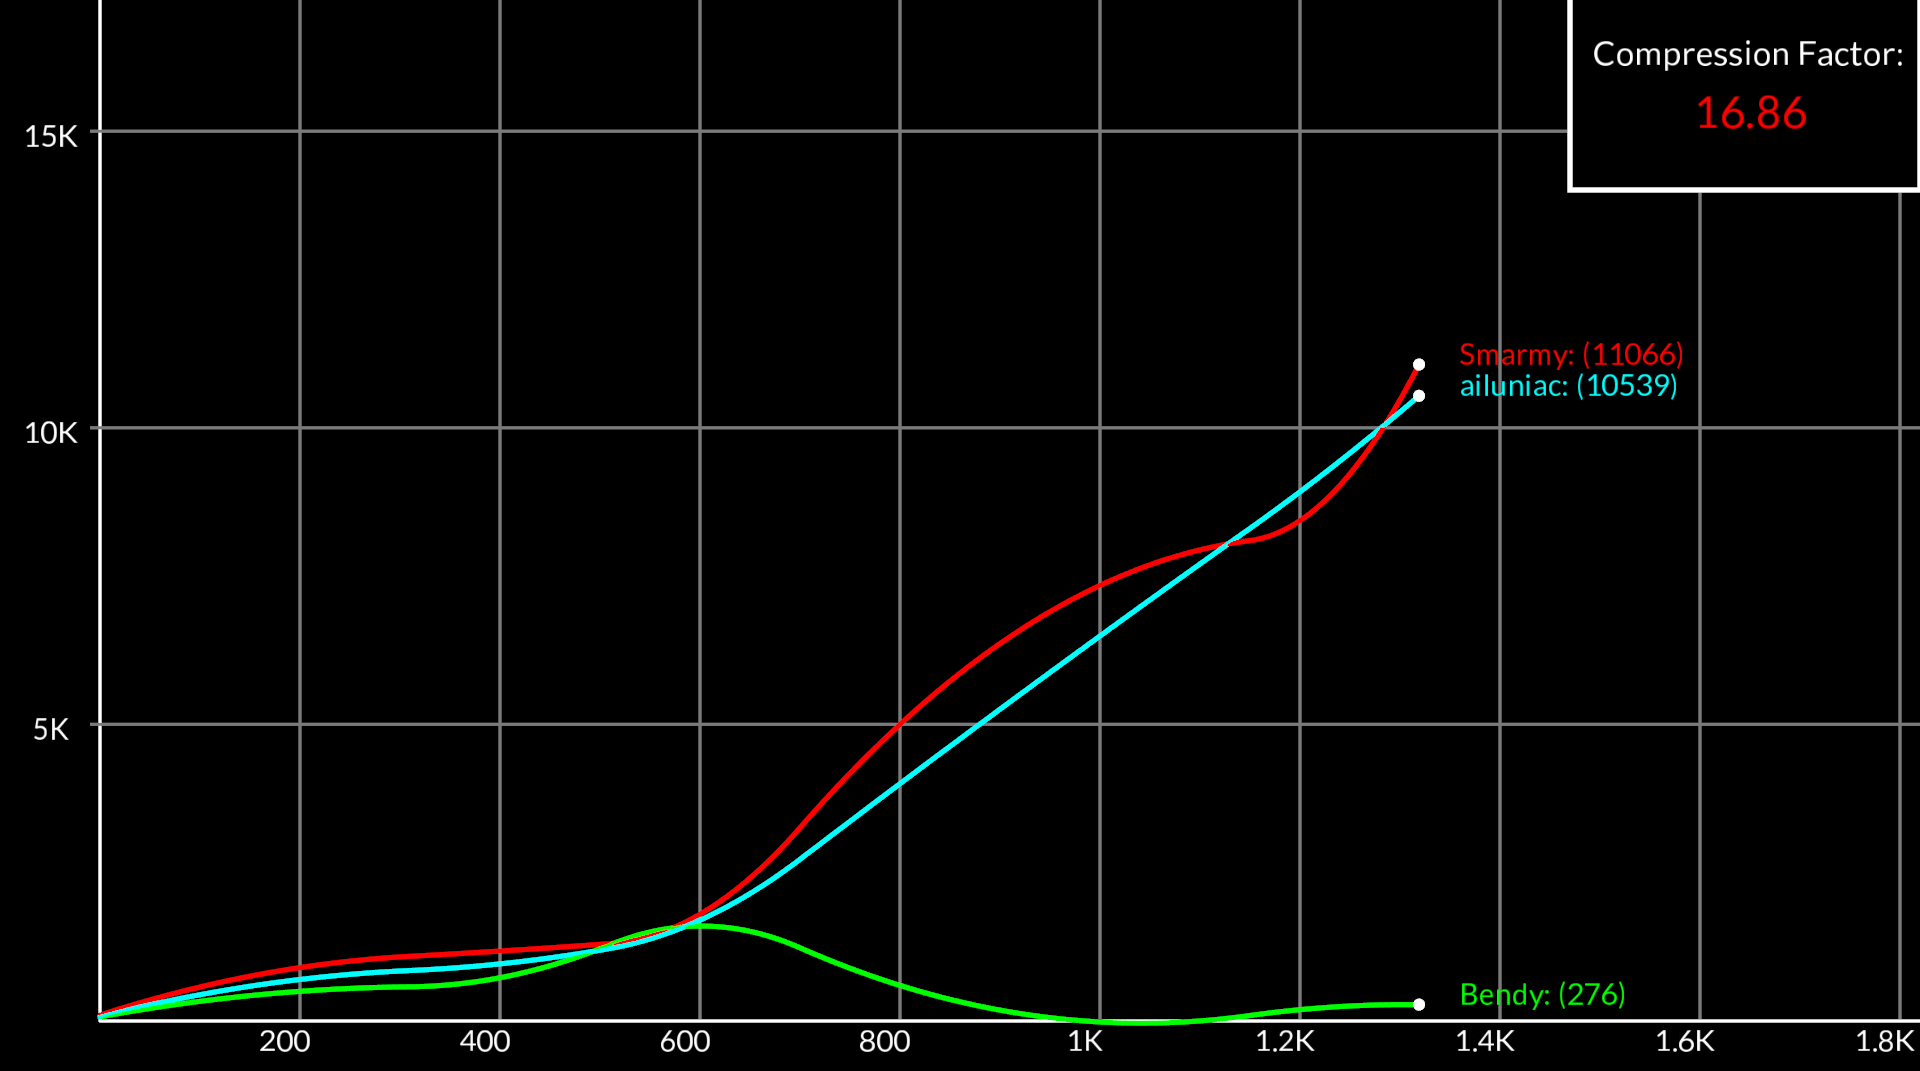 Compression Factor:
16.86
15K
10K
5K
Smarmy: (11066)
ailuniac: (10539)
Bendy: (276)
200 400 600 800 1K 1.2K 1.4K 1.6K 1.8K